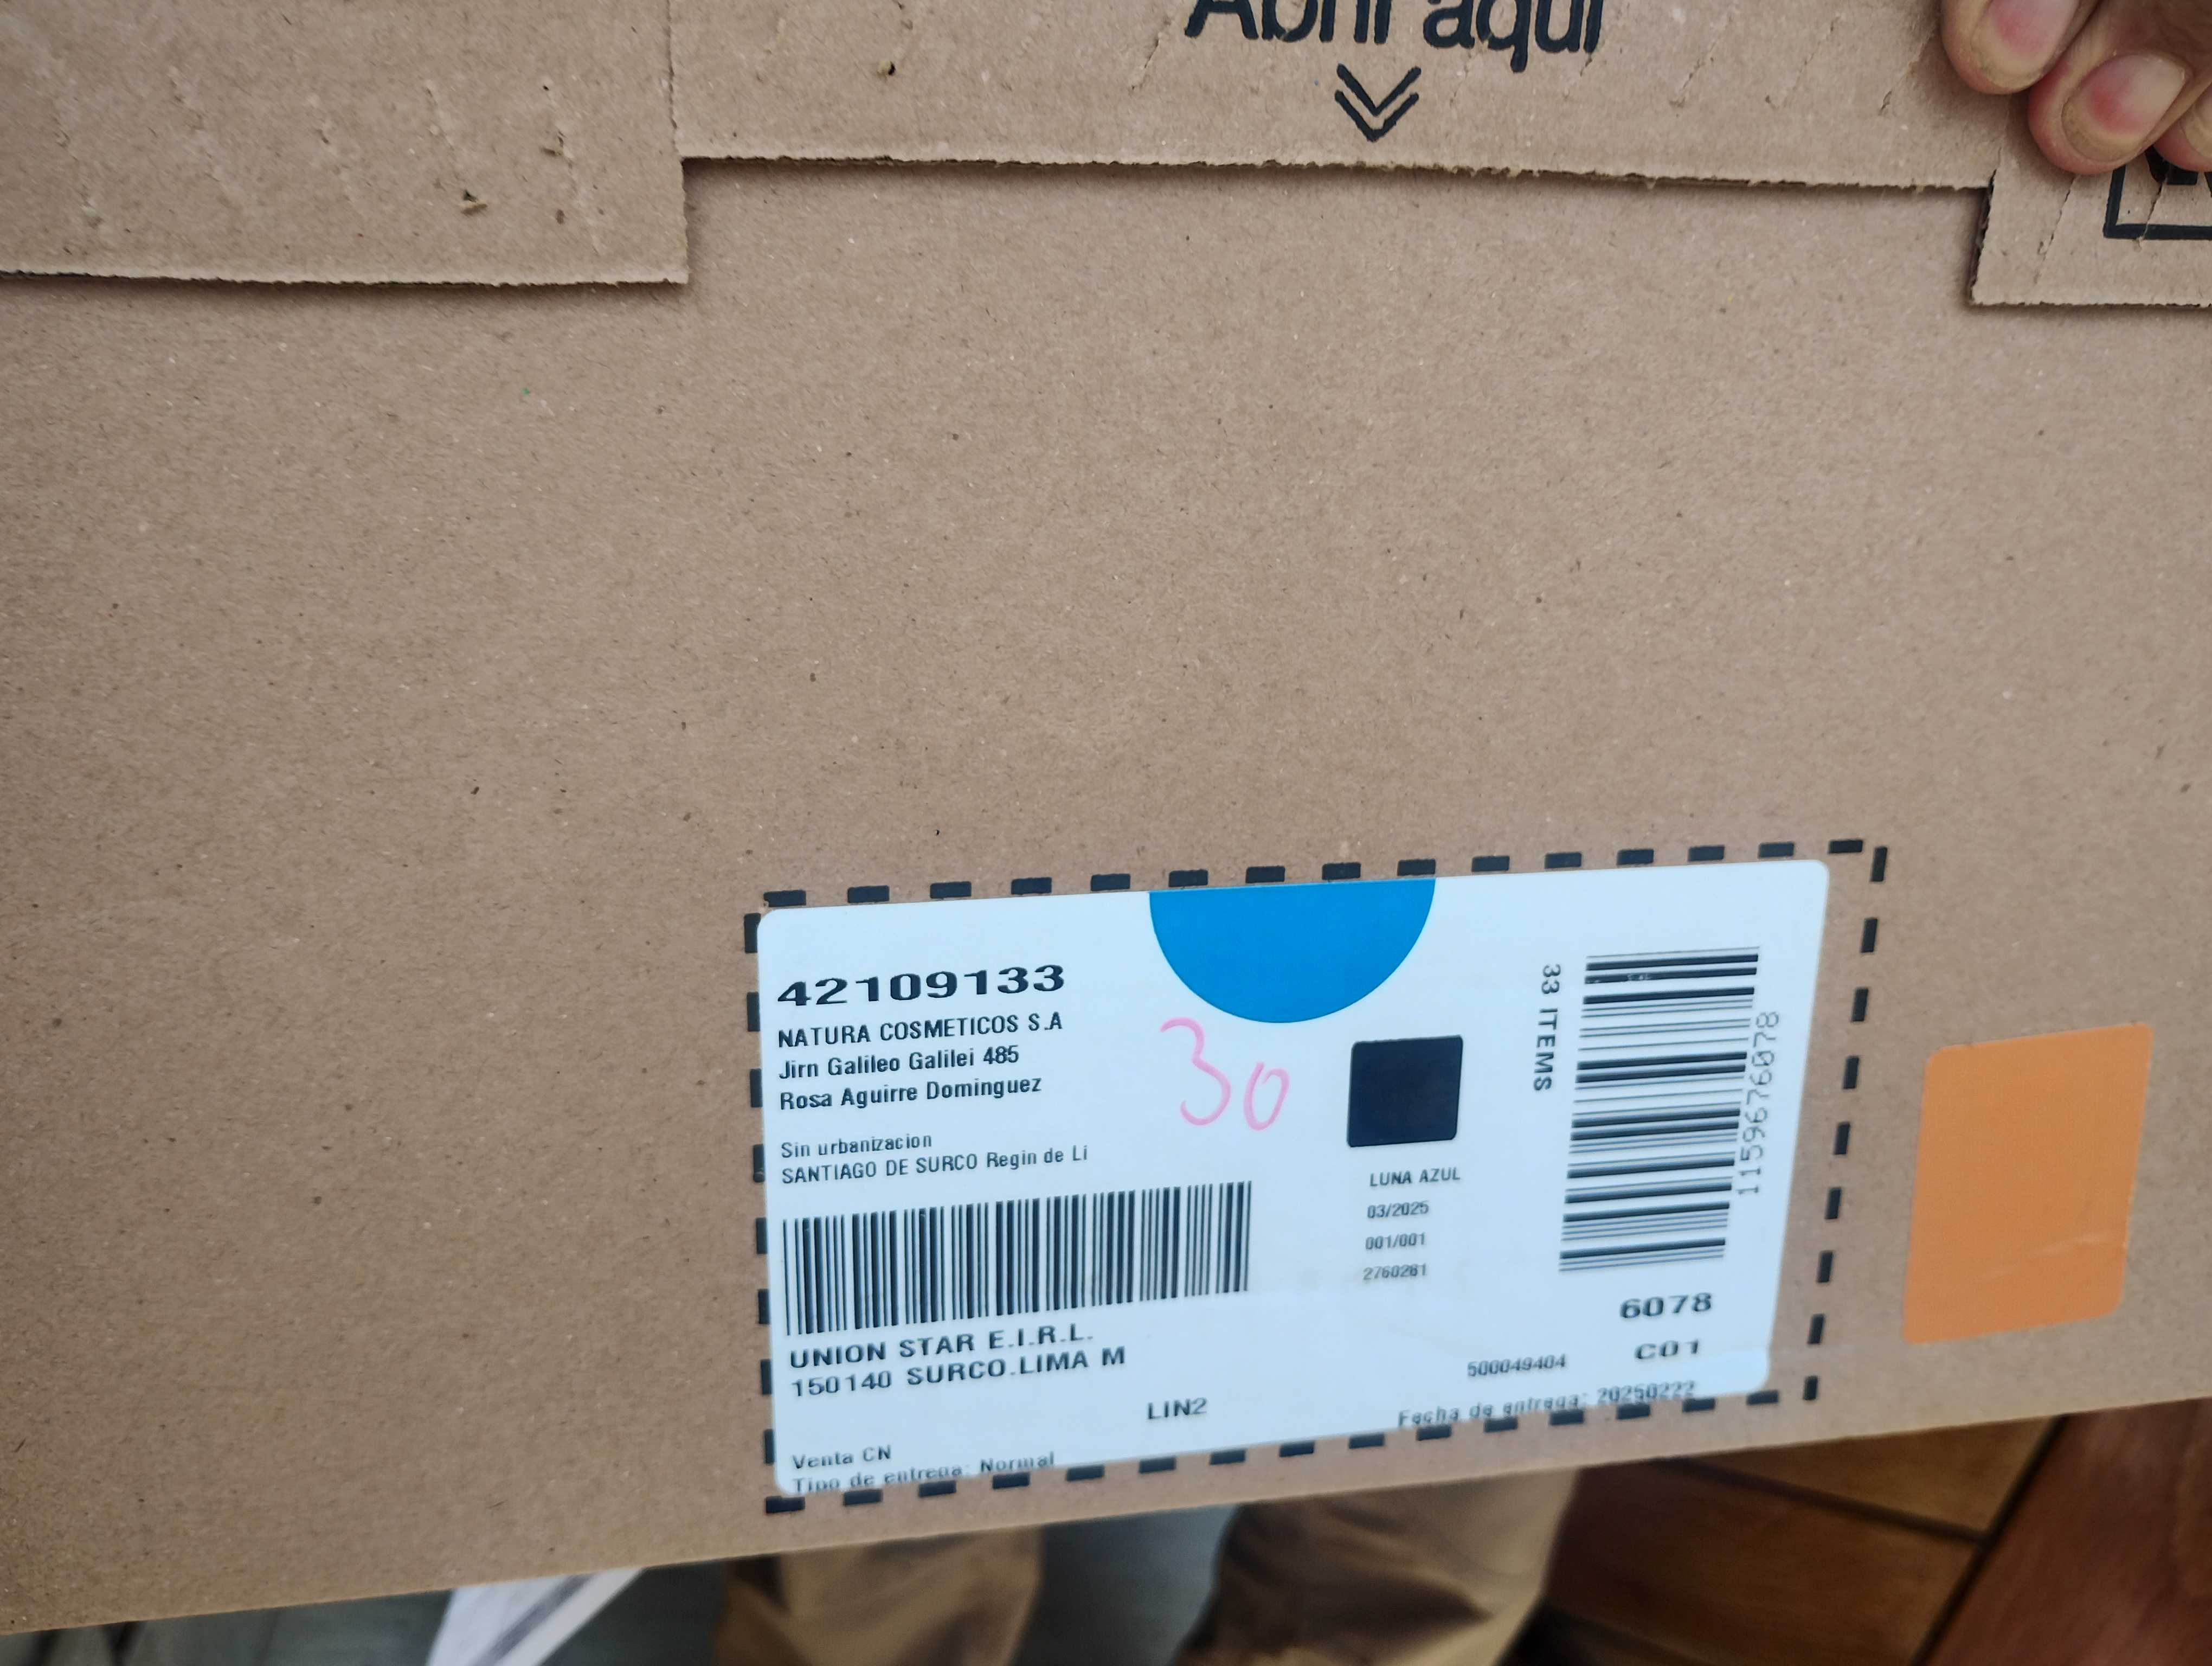 Abrí aquí
42109133
NATURA COSMETICOS S.A
Jirn Galileo Galilei 485
Rosa Aguirre Dominguez
Sin urbanizacion
SANTIAGO DE SURCO Regin de Li
UNION STAR E.I.R.L.
150140 SURCO.LIMA M
LIN2
Venta CN
Tipo de entrega: Normal
30
LUNA AZUL
03/2025
001/001
2760281
33 ITEMS
1159676078
6078
C01
500049404
Fecha de entrega: 20250222